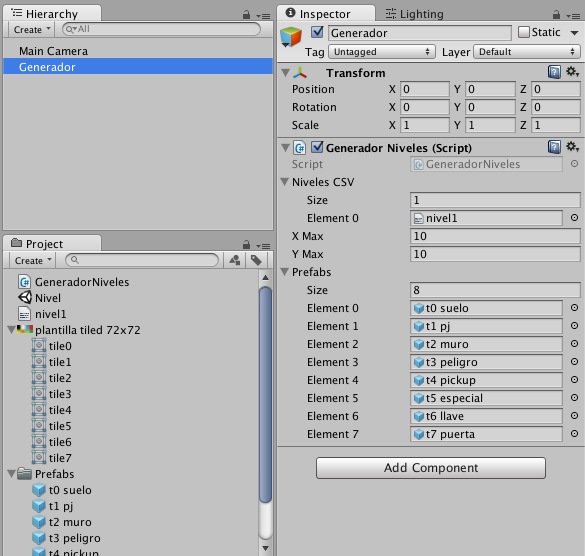 Hierarchy
Create All
Main Camera
Generador
Project
Create
GeneradorNiveles
Nivel
nivel1
plantilla tiled 72x72
tile0
tile1
tile2
tile3
tile4
tile5
tile6
tile7
Prefabs
t0 suelo
t1 pj
t2 muro
t3 peligro
t4 pickup
Inspector Lighting
Generador Static
Tag Untagged Layer Default
Transform
Position X 0 Y 0 Z 0
Rotation X 0 Y 0 Z 0
Scale X 1 Y 1 Z 1
Generador Niveles (Script)
Script GeneradorNiveles
Niveles CSV
Size 1
Element 0 nivel1
X Max 10
Y Max 10
Prefabs
Size 8
Element 0 t0 suelo
Element 1 t1 pj
Element 2 t2 muro
Element 3 t3 peligro
Element 4 t4 pickup
Element 5 t5 especial
Element 6 t6 llave
Element 7 t7 puerta
Add Component